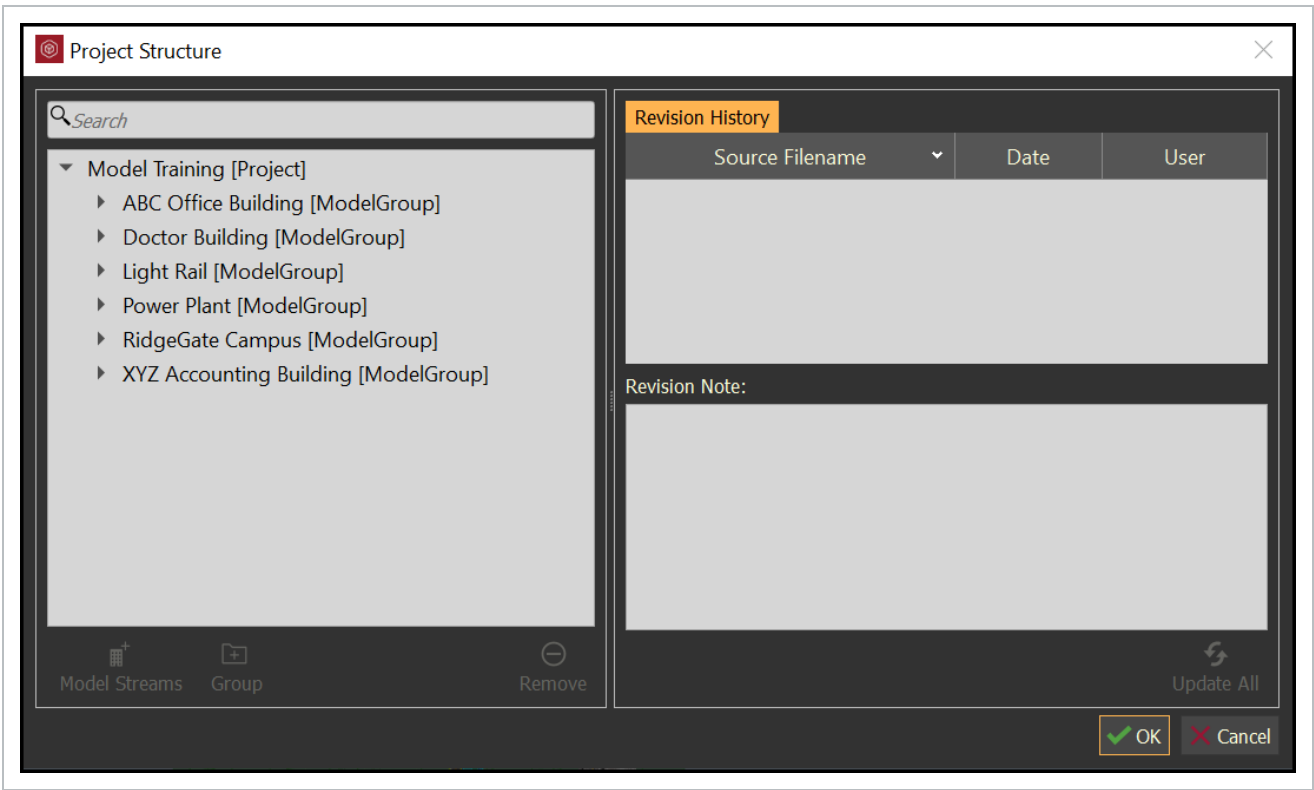 Project Structure
Search
Model Training [Project]
ABC Office Building [ModelGroup]
Doctor Building [ModelGroup]
Light Rail [ModelGroup]
Power Plant [ModelGroup]
RidgeGate Campus [ModelGroup]
XYZ Accounting Building [ModelGroup]
Model Streams Group Remove
Revision History
Source Filename Date User
Revision Note:
Update All
OK Cancel